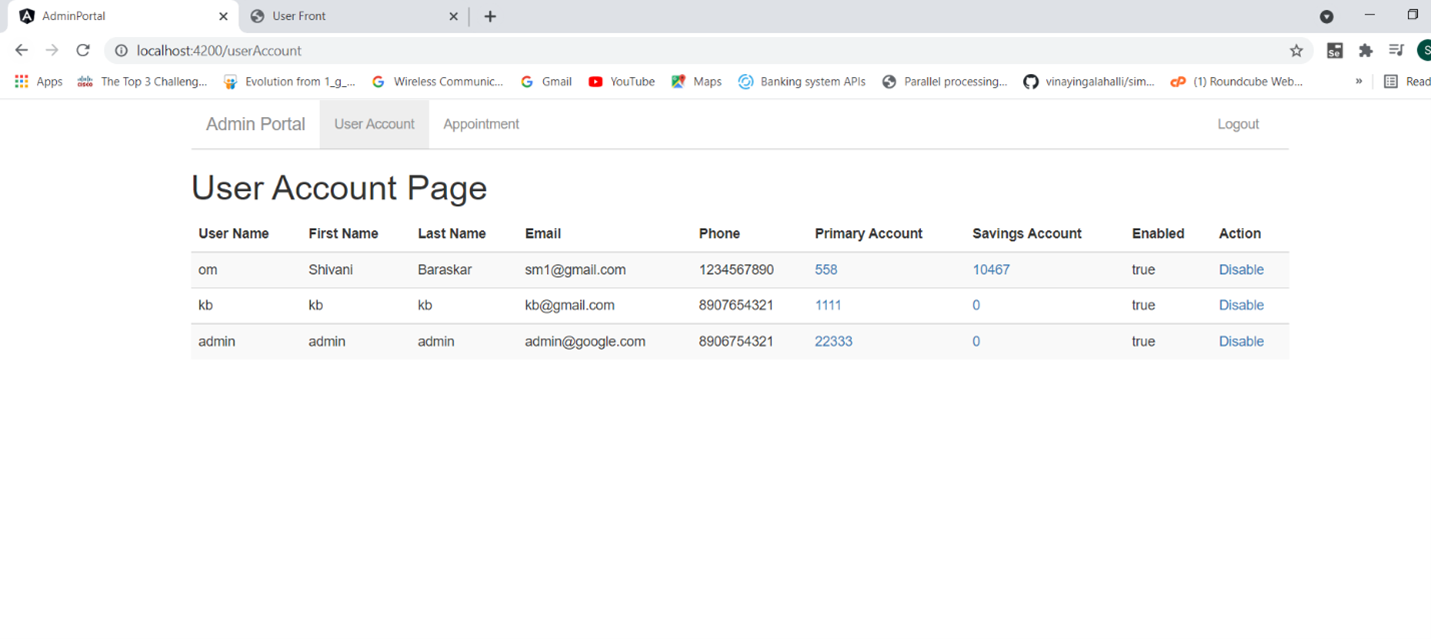 AdminPortal User Front
localhost:4200/userAccount
Apps The Top 3 Challeng... Evolution from 1_g_... Wireless Communic... Gmail YouTube Maps Banking system APIs Parallel processing... vinayingalahalli/sim... (1) Roundcube Web... » Read
Admin Portal User Account Appointment Logout
User Account Page
User Name First Name Last Name Email Phone Primary Account Savings Account Enabled Action
om Shivani Baraskar sm1@gmail.com 1234567890 558 10467 true Disable
kb kb kb kb@gmail.com 8907654321 1111 0 true Disable
admin admin admin admin@google.com 8906754321 22333 0 true Disable